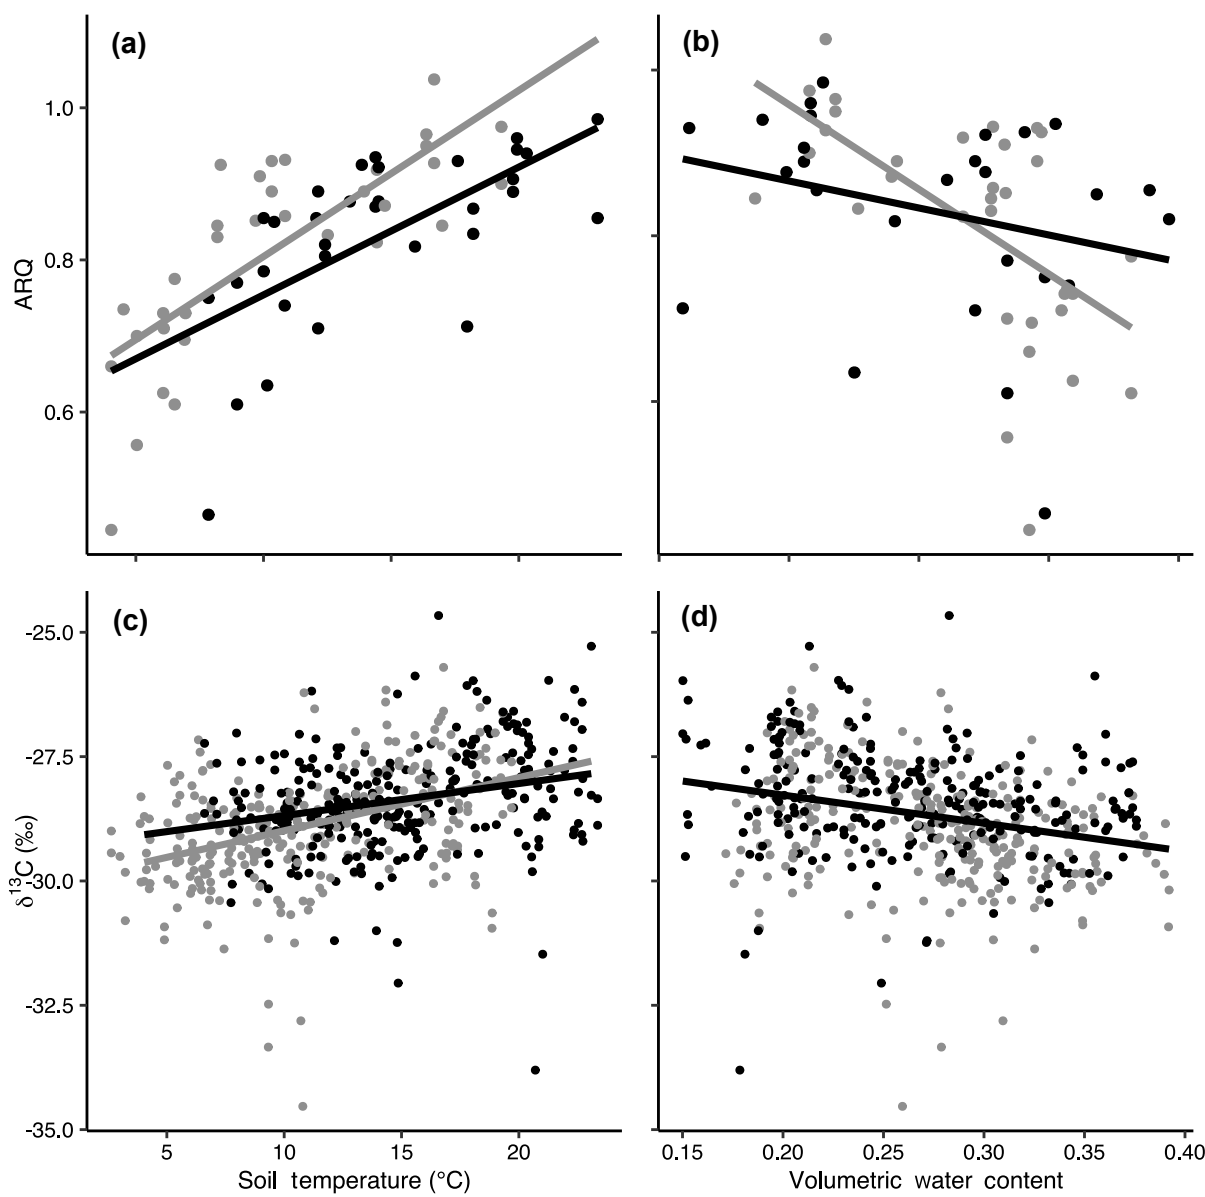 (a) (b)
1.0
ARQ
0.8
0.6
(c) (d)
-25.0
-27.5
δ13C (‰)
-30.0
-32.5
-35.0
5 10 15 20 0.15 0.20 0.25 0.30 0.35 0.40
Soil temperature (°C) Volumetric water content